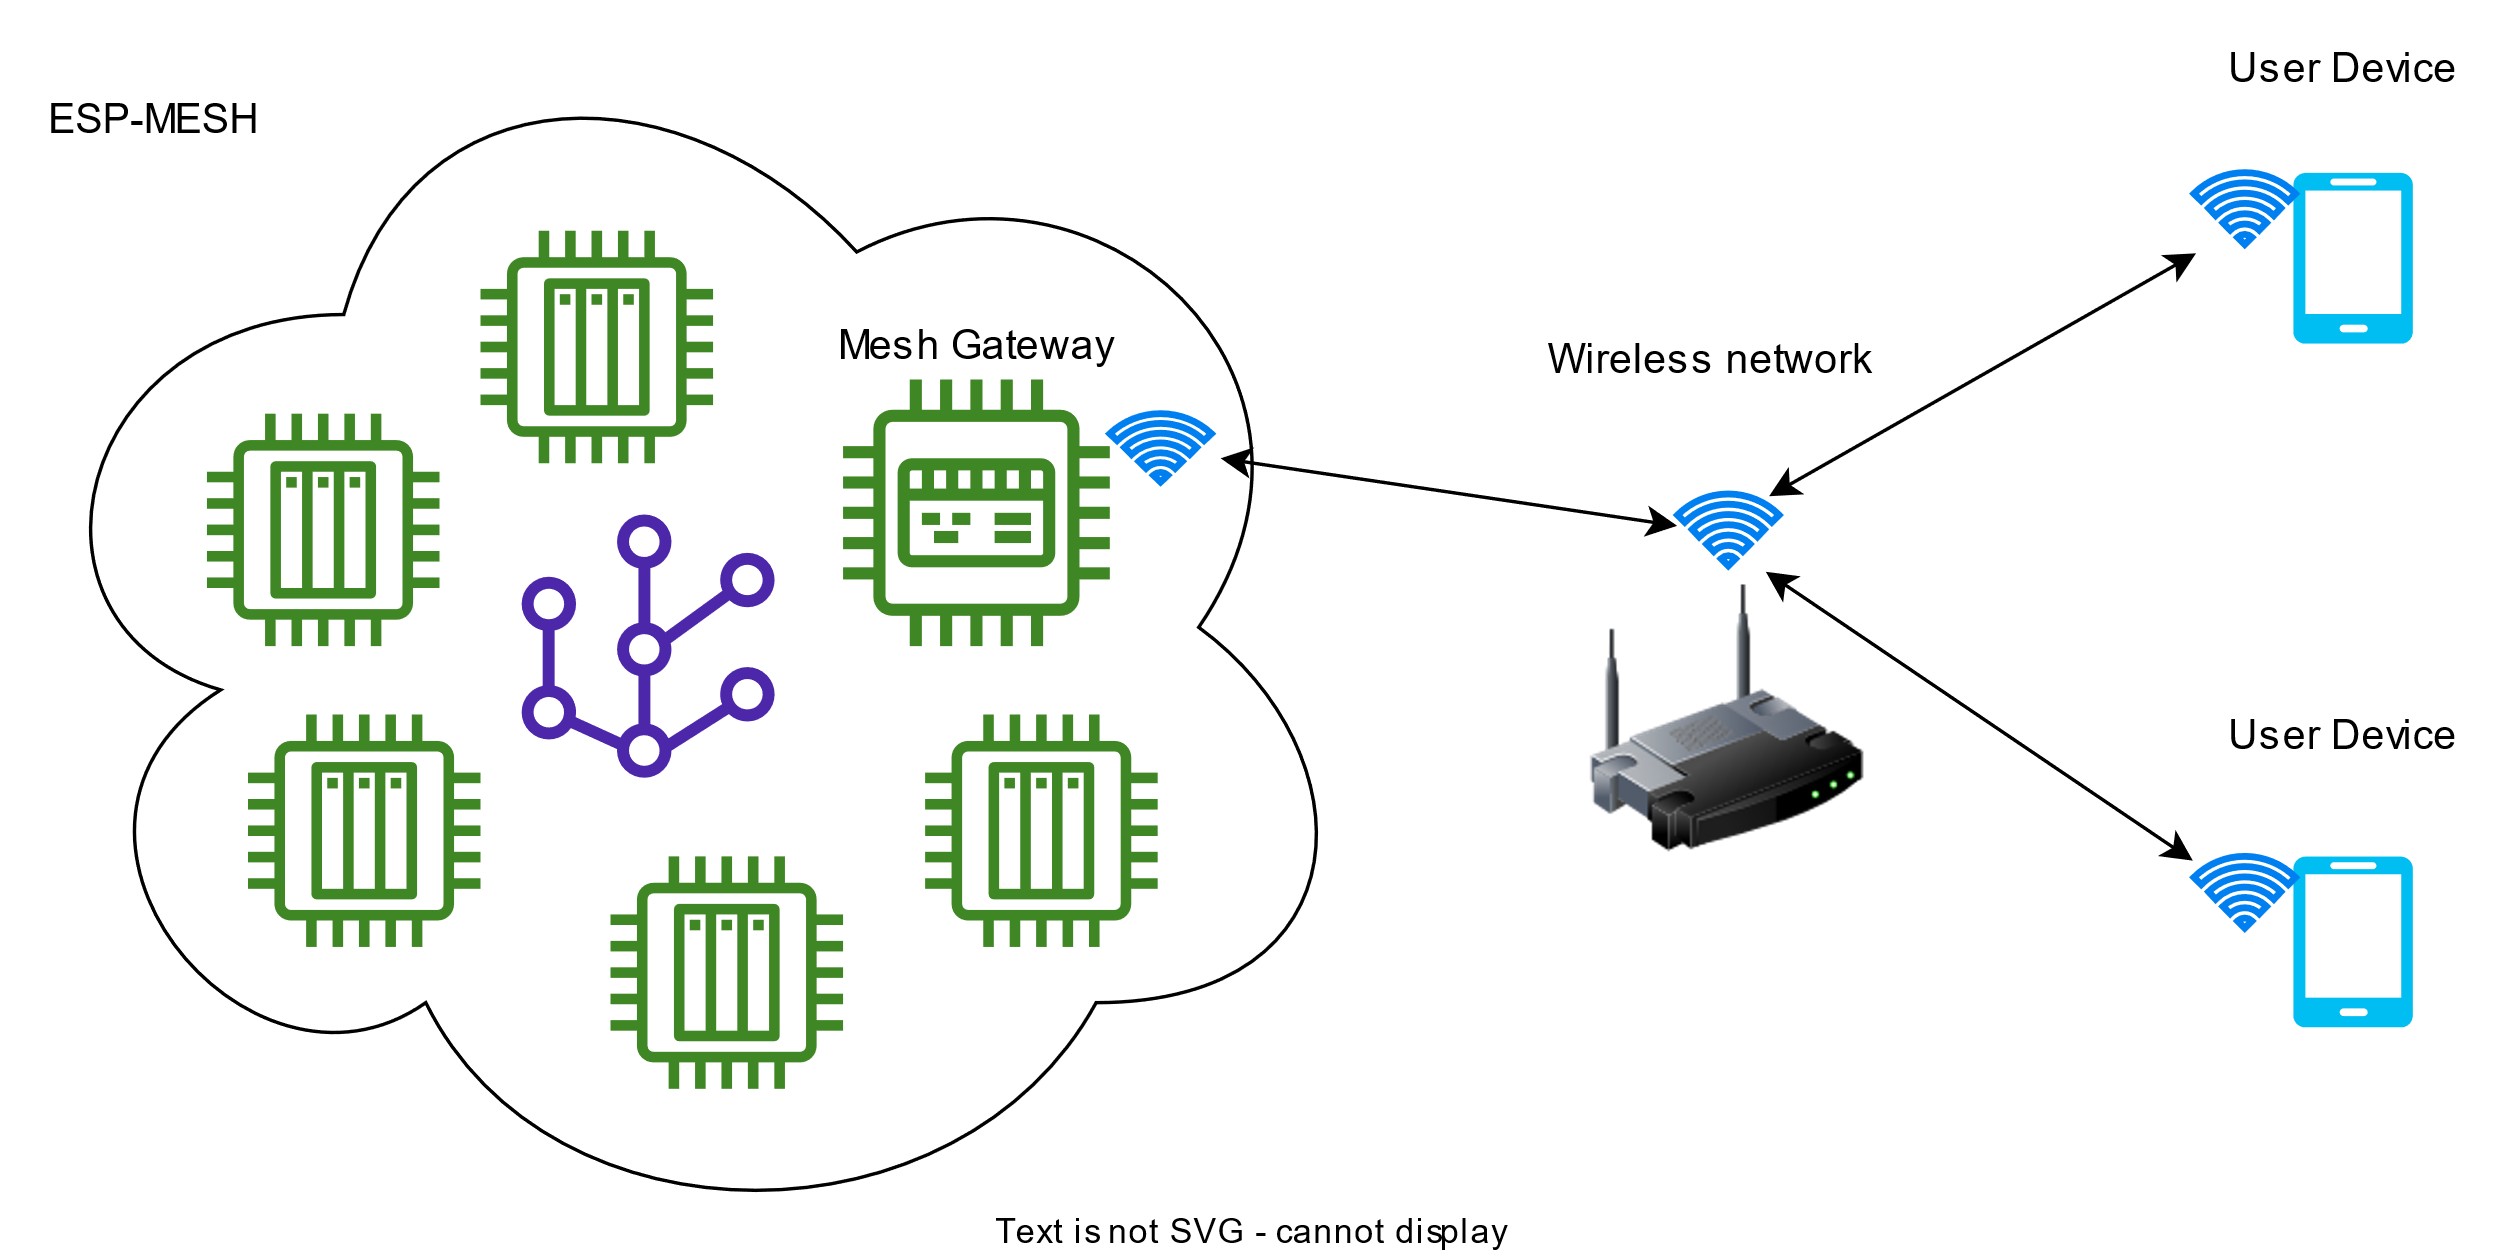 User Device
ESP-MESH
Mesh Gateway
Wireless network
User Device
Text is not SVG - cannot display